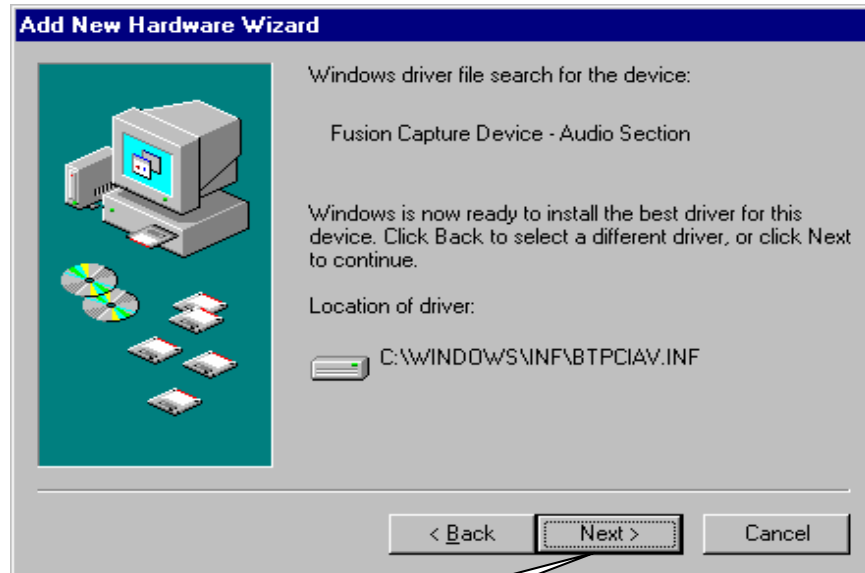 Add New Hardware Wizard
Windows driver file search for the device:
Fusion Capture Device - Audio Section
Windows is now ready to install the best driver for this
device. Click Back to select a different driver, or click Next
to continue.
Location of driver:
C:\WINDOWS\INF\BTPCIAV.INF
< Back
Next >
Cancel